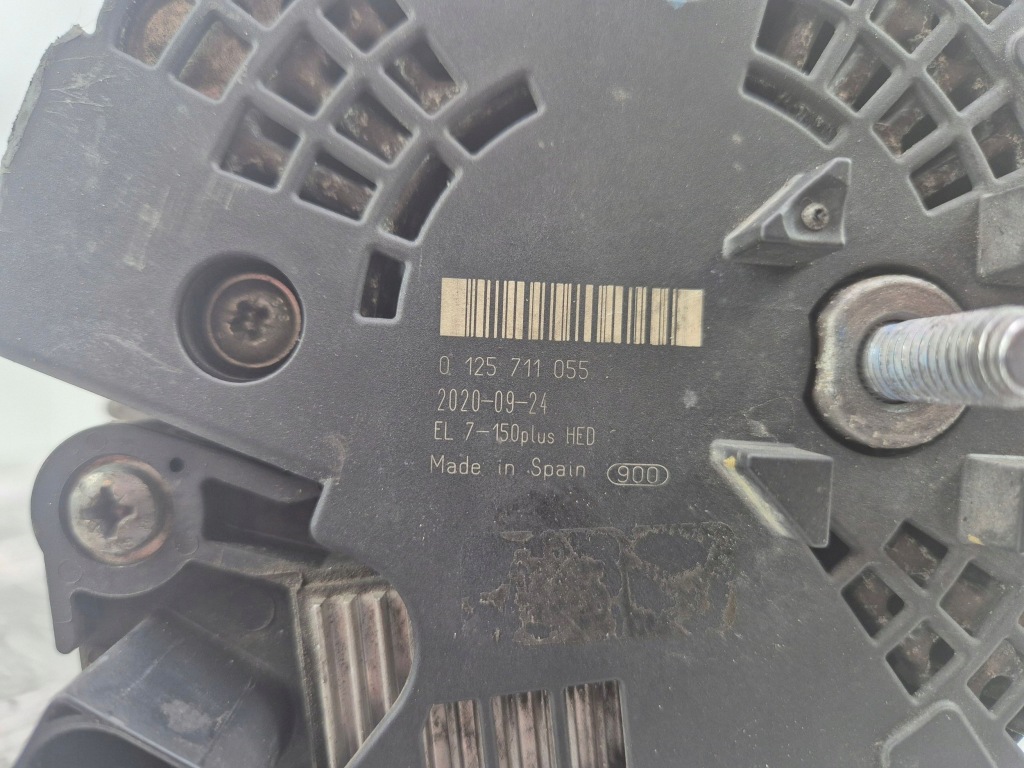 0 125 711 055
2020-09-24
EL 7-150plus HED
Made in Spain 900